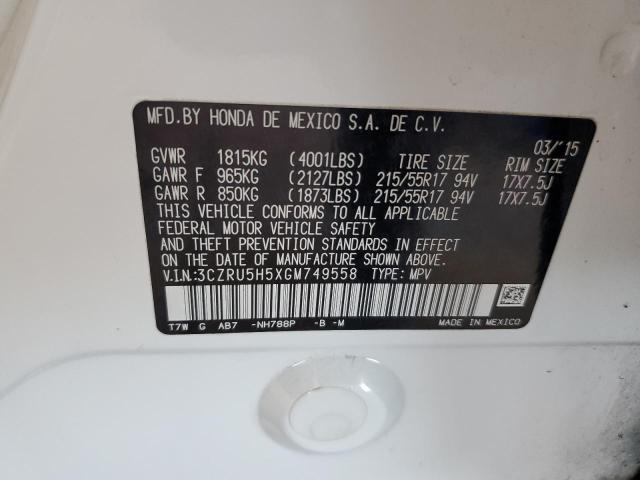 MFD.BY HONDA DE MEXICO S.A. DE C.V.
03/'15
GVWR 1815KG (4001LBS) TIRE SIZE RIM SIZE
GAWR F 965KG (2127LBS) 215/55R17 94V 17X7.5J
GAWR R 850KG (1873LBS) 215/55R17 94V 17X7.5J
THIS VEHICLE CONFORMS TO ALL APPLICABLE
FEDERAL MOTOR VEHICLE SAFETY
AND THEFT PREVENTION STANDARDS IN EFFECT
ON THE DATE OF MANUFACTURE SHOWN ABOVE.
V.I.N:3CZRU5H5XGM749558 TYPE: MPV
T7W G AB7 -NH788P -B -M MADE IN MEXICO